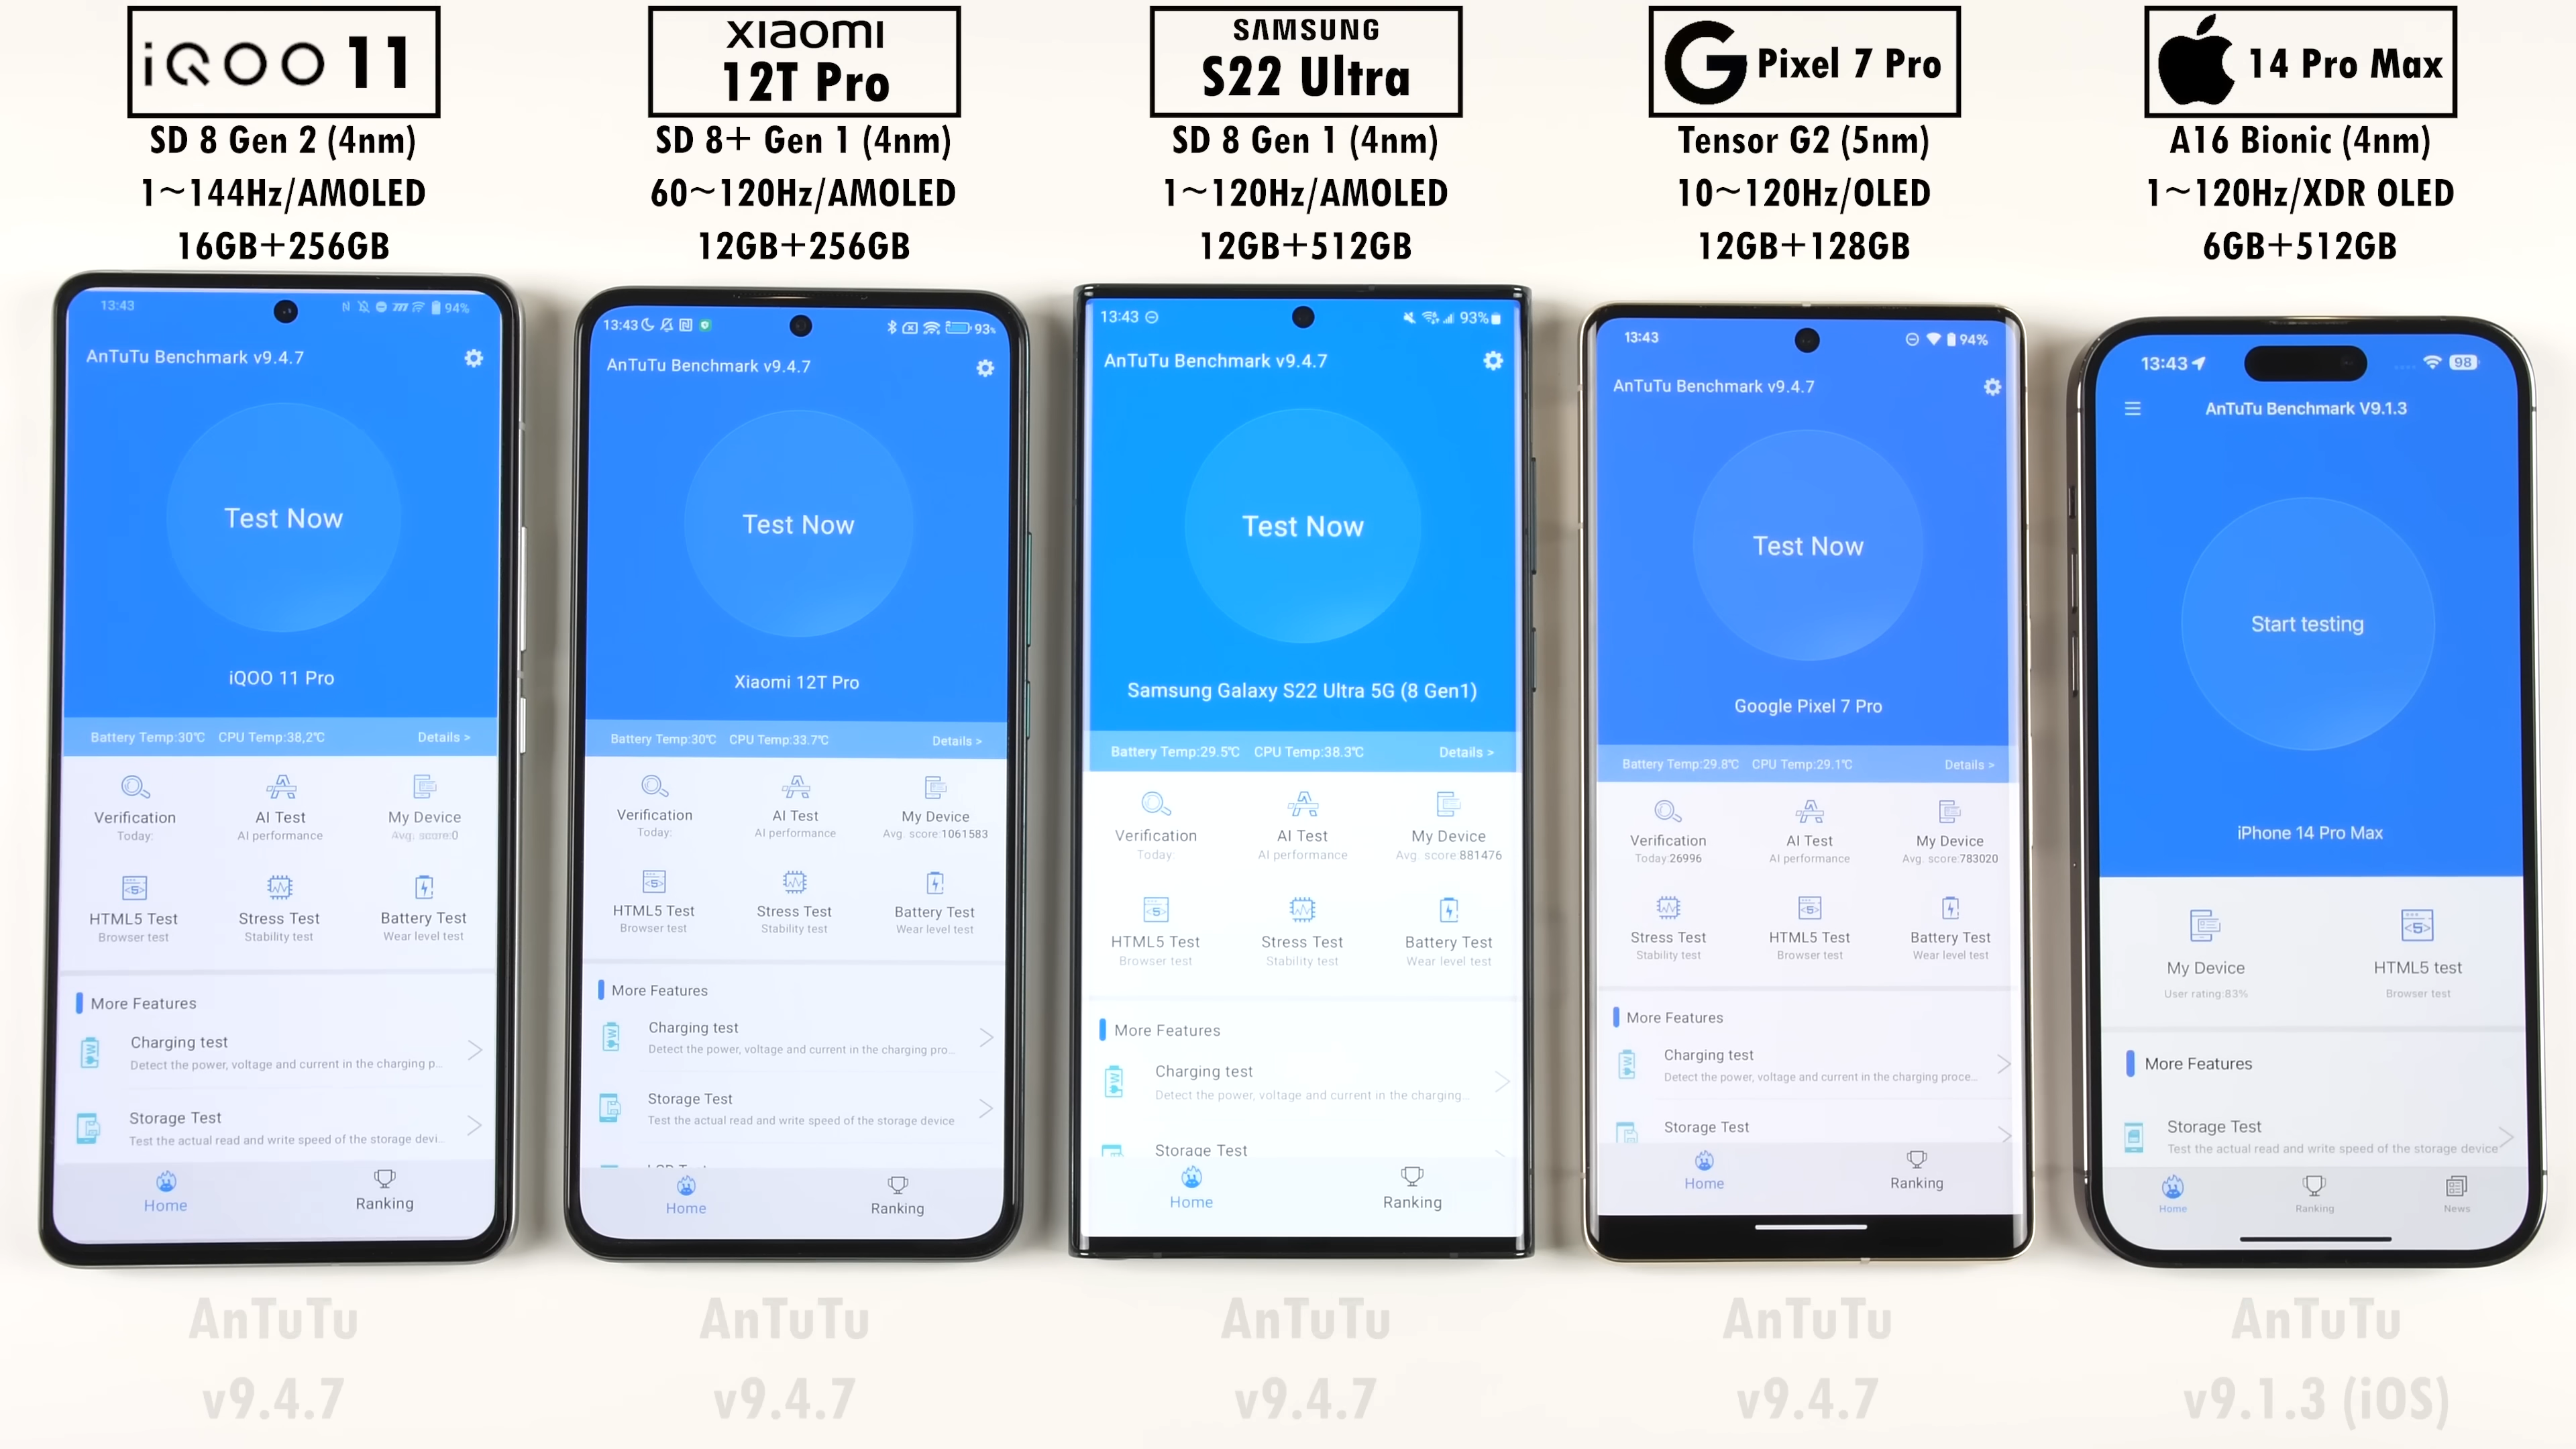 iQOO 11
SD 8 Gen 2 (4nm)
1~144Hz/AMOLED
16GB+256GB
xiaomi
12T Pro
SD 8+ Gen 1 (4nm)
60~120Hz/AMOLED
12GB+256GB
SAMSUNG
S22 Ultra
SD 8 Gen 1 (4nm)
1~120Hz/AMOLED
12GB+512GB
G Pixel 7 Pro
Tensor G2 (5nm)
10~120Hz/OLED
12GB+128GB
14 Pro Max
A16 Bionic (4nm)
1~120Hz/XDR OLED
6GB+512GB
13:43 94%
AnTuTu Benchmark v9.4.7
Test Now
iQOO 11 Pro
Battery Temp:30℃ CPU Temp:38,2℃ Details >
Verification AI Test My Device
Today: AI performance Avg. score:0
HTML5 Test Stress Test Battery Test
Browser test Stability test Wear level test
More Features
Charging test
Detect the power, voltage and current in the charging p...
Storage Test
Test the actual read and write speed of the storage devi...
Home Ranking
13:43 93%
AnTuTu Benchmark v9.4.7
Test Now
Xiaomi 12T Pro
Battery Temp:30℃ CPU Temp:33.7℃ Details >
Verification AI Test My Device
Today: AI performance Avg. score:1061583
HTML5 Test Stress Test Battery Test
Browser test Stability test Wear level test
More Features
Charging test
Detect the power, voltage and current in the charging pro...
Storage Test
Test the actual read and write speed of the storage device
Home Ranking
13:43 93%
AnTuTu Benchmark v9.4.7
Test Now
Samsung Galaxy S22 Ultra 5G (8 Gen1)
Battery Temp:29.5℃ CPU Temp:38.3℃ Details >
Verification AI Test My Device
Today: AI performance Avg. score:881476
HTML5 Test Stress Test Battery Test
Browser test Stability test Wear level test
More Features
Charging test
Detect the power, voltage and current in the charging...
Storage Test
Home Ranking
13:43 94%
AnTuTu Benchmark v9.4.7
Test Now
Google Pixel 7 Pro
Battery Temp:29.8℃ CPU Temp:29.1℃ Details >
Verification AI Test My Device
Today:26996 AI performance Avg. score:783020
Stress Test HTML5 Test Battery Test
Stability test Browser test Wear level test
More Features
Charging test
Detect the power, voltage and current in the charging proce...
Storage Test
Home Ranking
13:43 98
AnTuTu Benchmark V9.1.3
Start testing
iPhone 14 Pro Max
My Device HTML5 test
User rating:83% Browser test
More Features
Storage Test
Test the actual read and write speed of the storage device
Home Ranking News
AnTuTu
v9.4.7
AnTuTu
v9.4.7
AnTuTu
v9.4.7
AnTuTu
v9.4.7
AnTuTu
v9.1.3 (iOS)